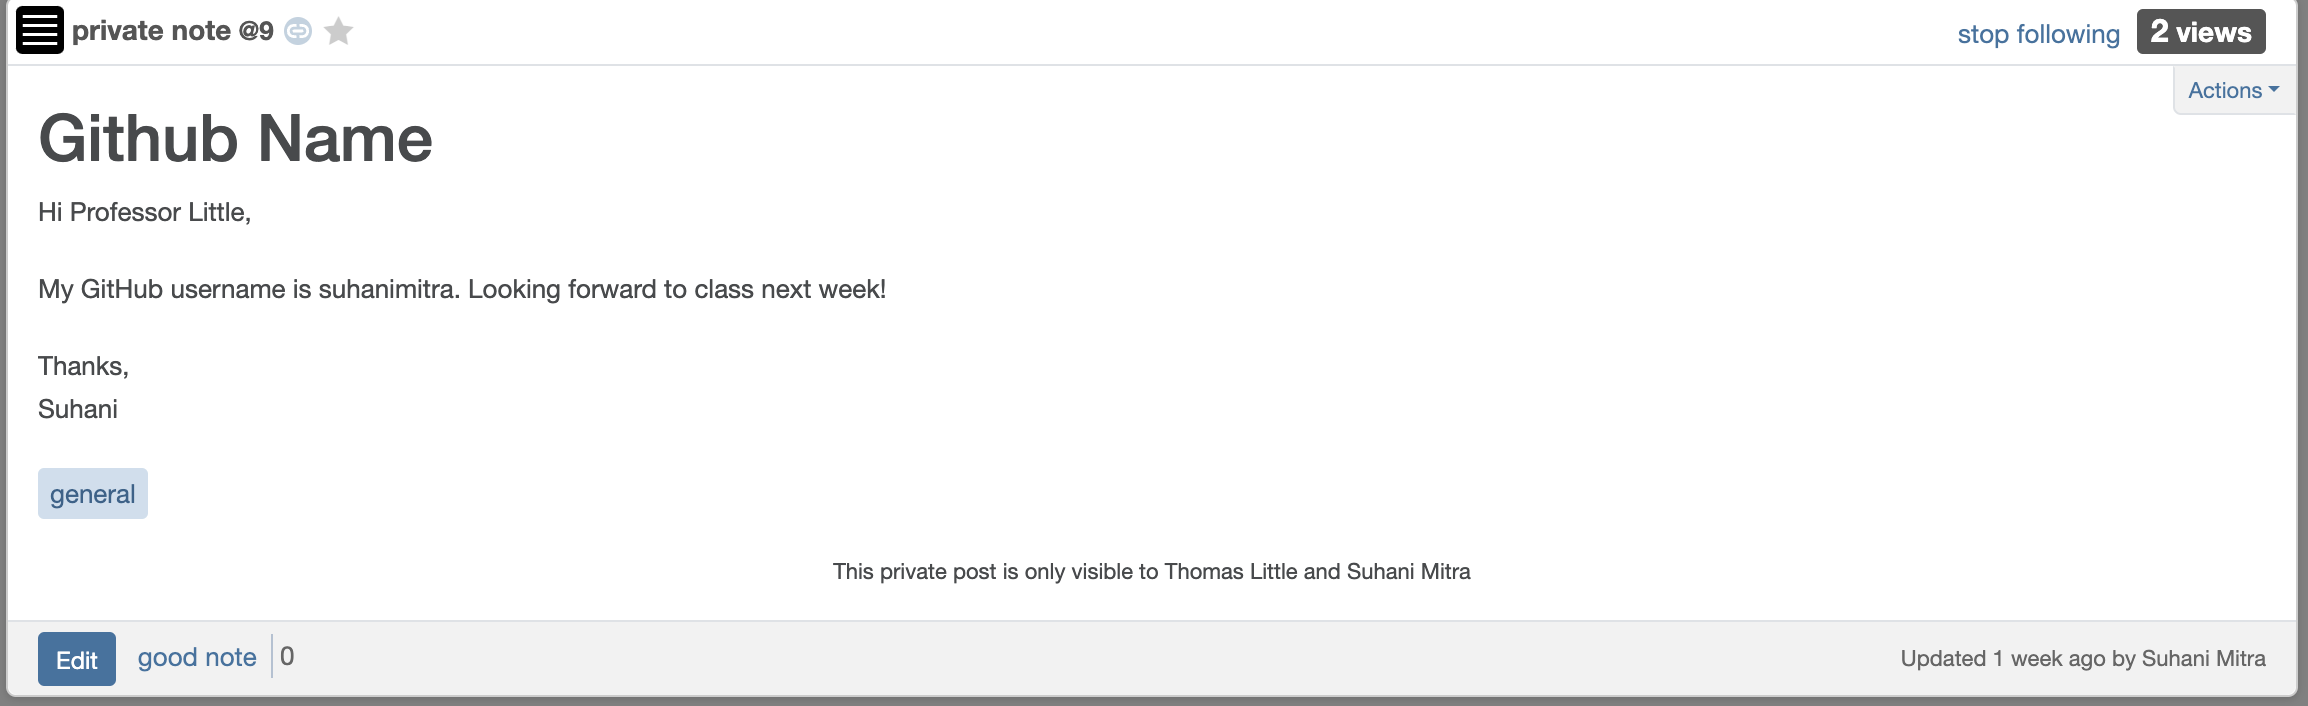 private note @9
stop following
2 views
Actions
Github Name
Hi Professor Little,
My GitHub username is suhanimitra. Looking forward to class next week!
Thanks,
Suhani
general
This private post is only visible to Thomas Little and Suhani Mitra
Edit
good note
0
Updated 1 week ago by Suhani Mitra